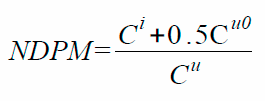 NDPM = (C^i + 0.5C^{u0}) / C^u